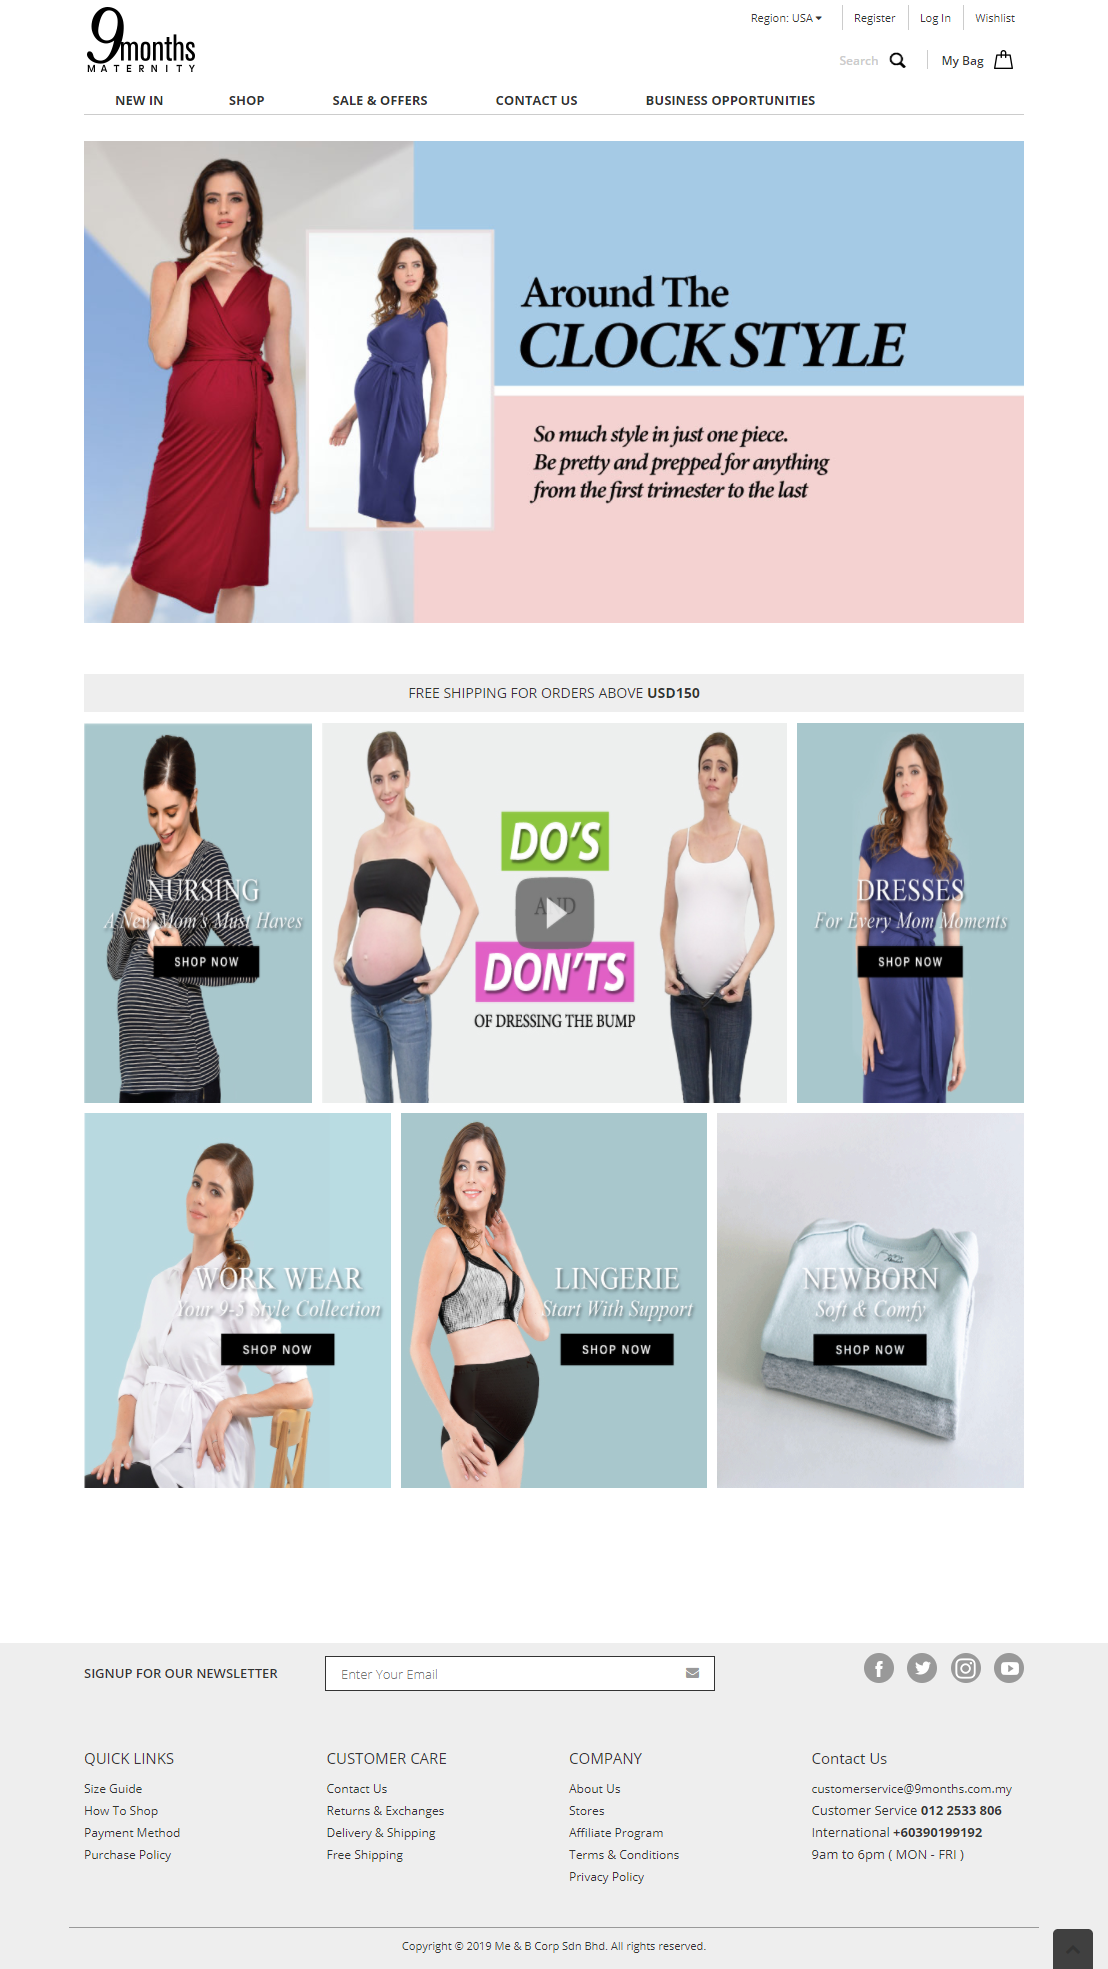 Region: USA
Register
Log In
Wishlist
9months
MATERNITY
Search
My Bag
NEW IN
SHOP
SALE & OFFERS
CONTACT US
BUSINESS OPPORTUNITIES
Around The
CLOCK STYLE
So much style in just one piece.
Be pretty and prepped for anything
from the first trimester to the last
FREE SHIPPING FOR ORDERS ABOVE USD150
NURSING
A New Mom's Must Haves
SHOP NOW
DO'S
AND
DON'TS
OF DRESSING THE BUMP
DRESSES
For Every Mom Moments
SHOP NOW
WORK WEAR
Your 9-5 Style Collection
SHOP NOW
LINGERIE
Start With Support
SHOP NOW
NEWBORN
Soft & Comfy
SHOP NOW
SIGNUP FOR OUR NEWSLETTER
Enter Your Email
QUICK LINKS
Size Guide
How To Shop
Payment Method
Purchase Policy
CUSTOMER CARE
Contact Us
Returns & Exchanges
Delivery & Shipping
Free Shipping
COMPANY
About Us
Stores
Affiliate Program
Terms & Conditions
Privacy Policy
Contact Us
customerservice@9months.com.my
Customer Service 012 2533 806
International +60390199192
9am to 6pm ( MON - FRI )
Copyright © 2019 Me & B Corp Sdn Bhd. All rights reserved.